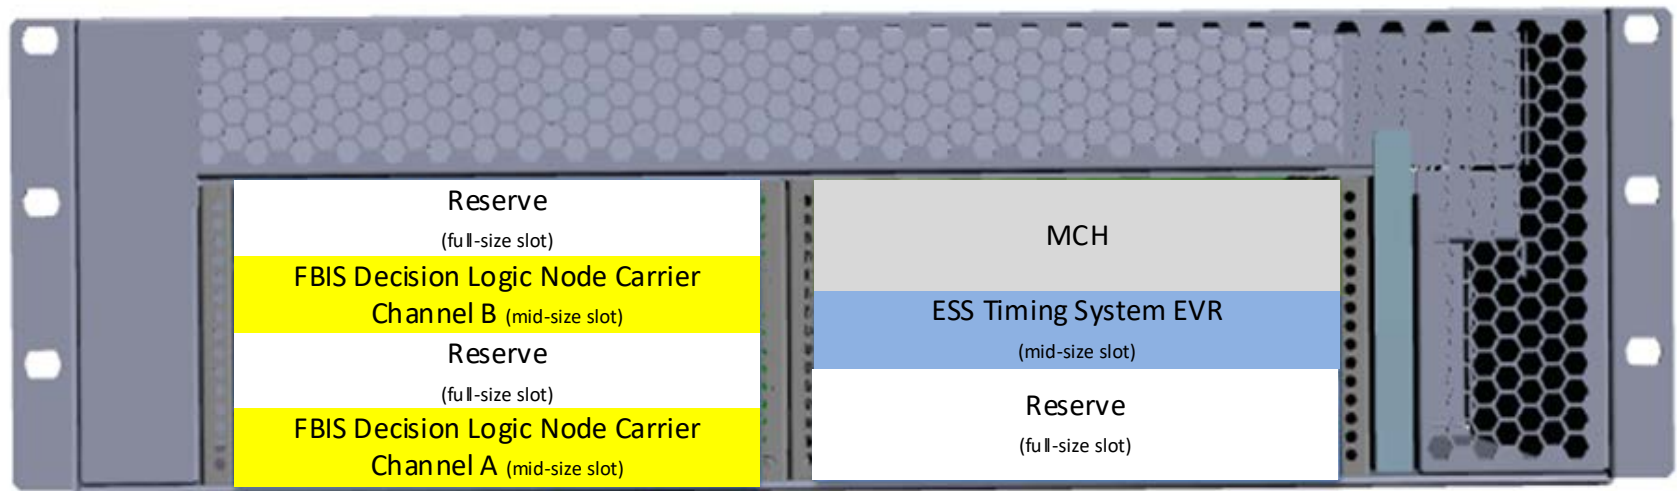 Reserve
(full-size slot)
FBIS Decision Logic Node Carrier
Channel B (mid-size slot)
Reserve
(full-size slot)
FBIS Decision Logic Node Carrier
Channel A (mid-size slot)
MCH
ESS Timing System EVR
(mid-size slot)
Reserve
(full-size slot)